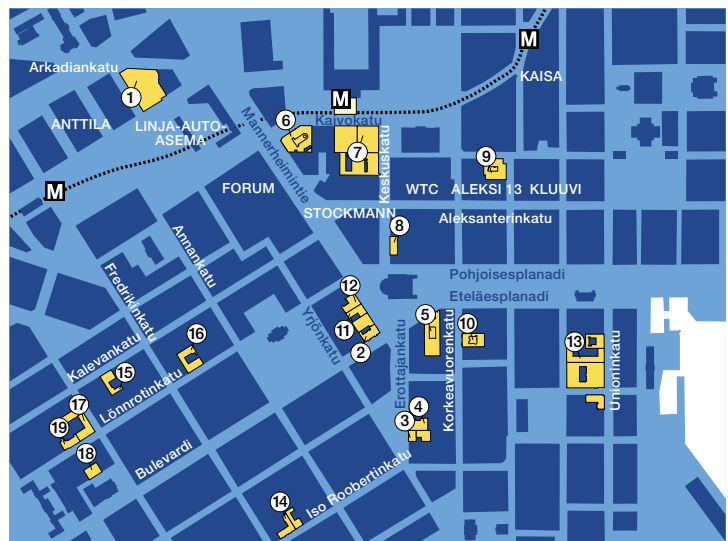 M
KAISA
Arkadiankatu
1
M
ANTTILA
LINJA-AUTO-
ASEMA
Mannerheimintie
6
Kaivokatu
7
Keskuskatu
9
M
FORUM
WTC
ALEKSI 13
KLUUVI
STOCKMANN
Aleksanterinkatu
8
Annankatu
Fredrikinkatu
Pohjoisesplanadi
Eteläesplanadi
12
11
2
Yrjönkatu
5
10
13
Erottajankatu
Korkeavuorenkatu
Unioninkatu
Kalevankatu
16
15
Lönnrotinkatu
17
19
18
Bulevardi
4
3
14
Iso Roobertinkatu